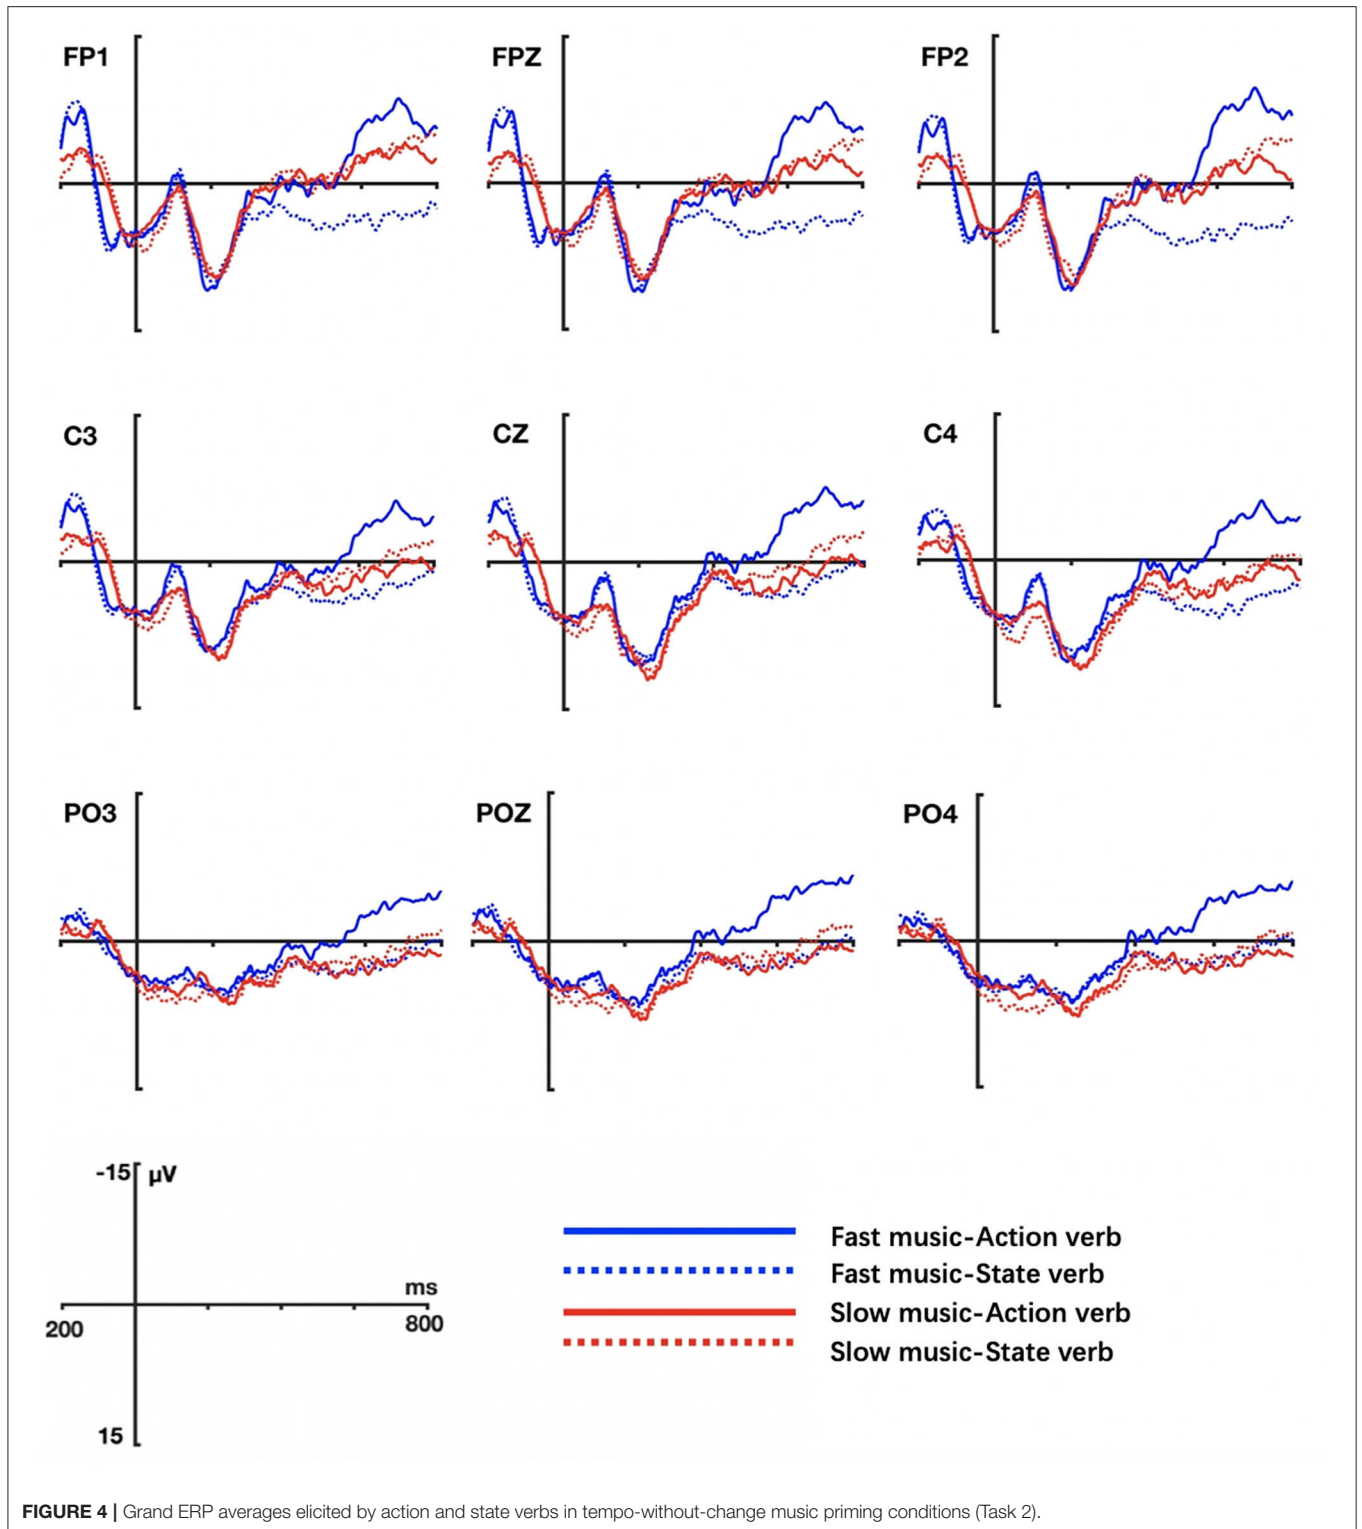 FP1 FPZ FP2
C3 CZ C4
PO3 POZ PO4
-15 µV
ms
200 800
15
Fast music-Action verb
Fast music-State verb
Slow music-Action verb
Slow music-State verb
FIGURE 4 | Grand ERP averages elicited by action and state verbs in tempo-without-change music priming conditions (Task 2).